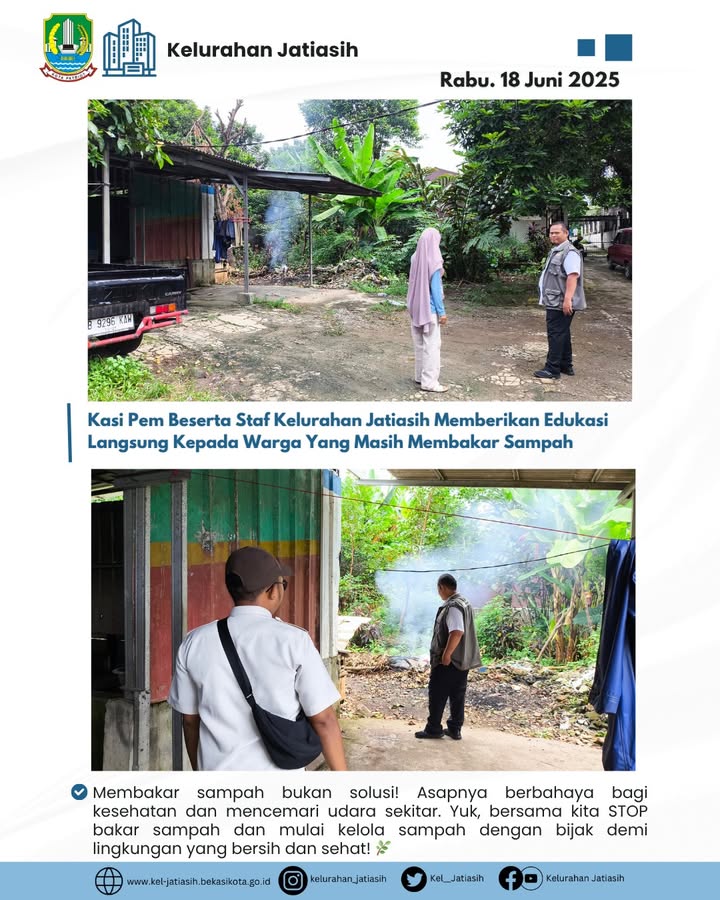 KOTA PATRIOT
Kelurahan Jatiasih
Rabu. 18 Juni 2025
B 9296 KAW
Kasi Pem Beserta Staf Kelurahan Jatiasih Memberikan Edukasi
Langsung Kepada Warga Yang Masih Membakar Sampah
Membakar sampah bukan solusi! Asapnya berbahaya bagi
kesehatan dan mencemari udara sekitar. Yuk, bersama kita STOP
bakar sampah dan mulai kelola sampah dengan bijak demi
lingkungan yang bersih dan sehat! 🌿
www.kel-jatiasih.bekasikota.go.id kelurahan_jatiasih Kel__Jatiasih Kelurahan Jatiasih